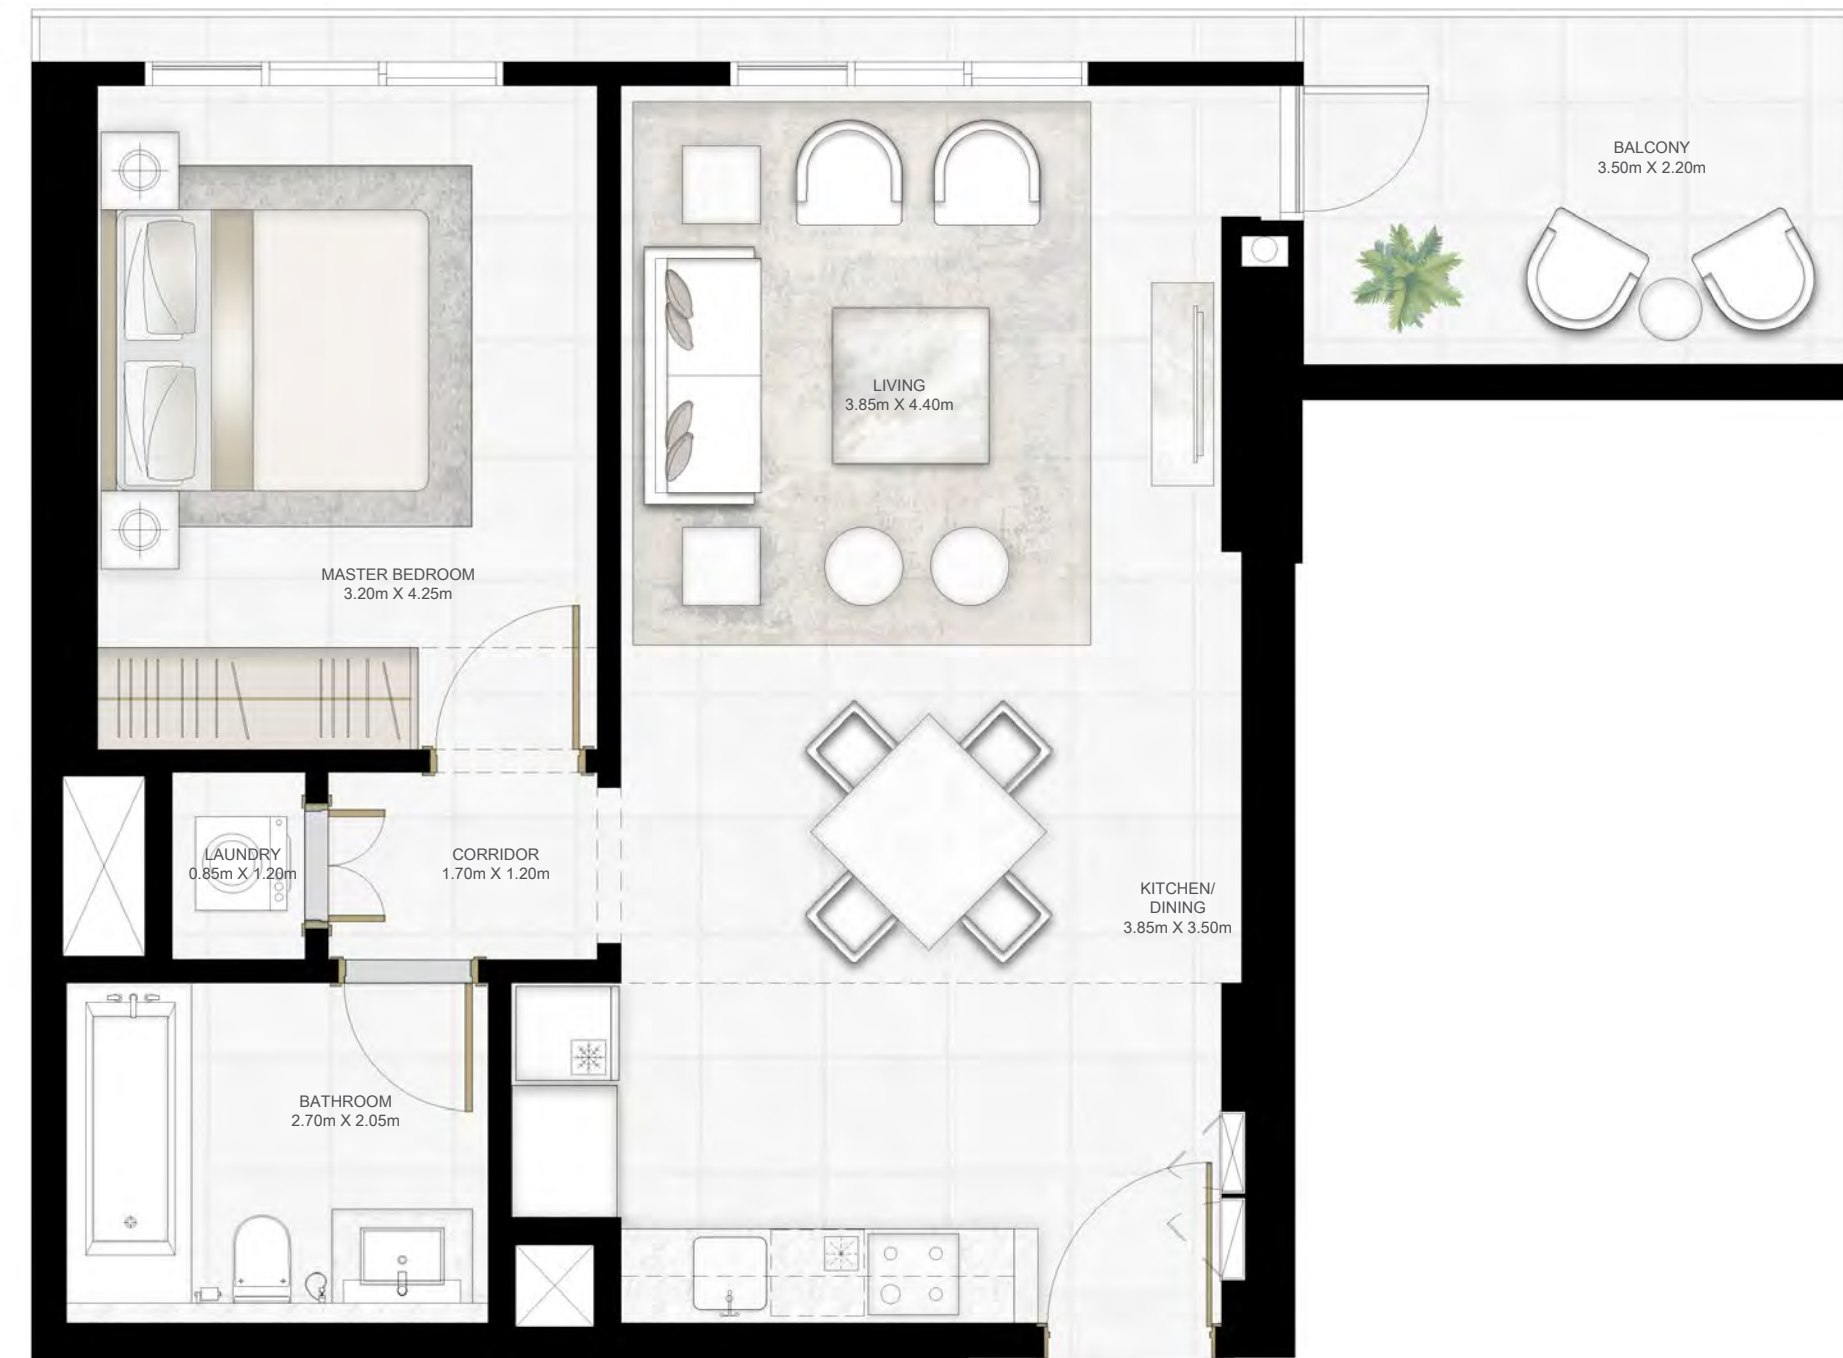 BALCONY
3.50m X 2.20m
LIVING
3.85m X 4.40m
MASTER BEDROOM
3.20m X 4.25m
LAUNDRY
0.85m X 1.20m
CORRIDOR
1.70m X 1.20m
KITCHEN/
DINING
3.85m X 3.50m
BATHROOM
2.70m X 2.05m